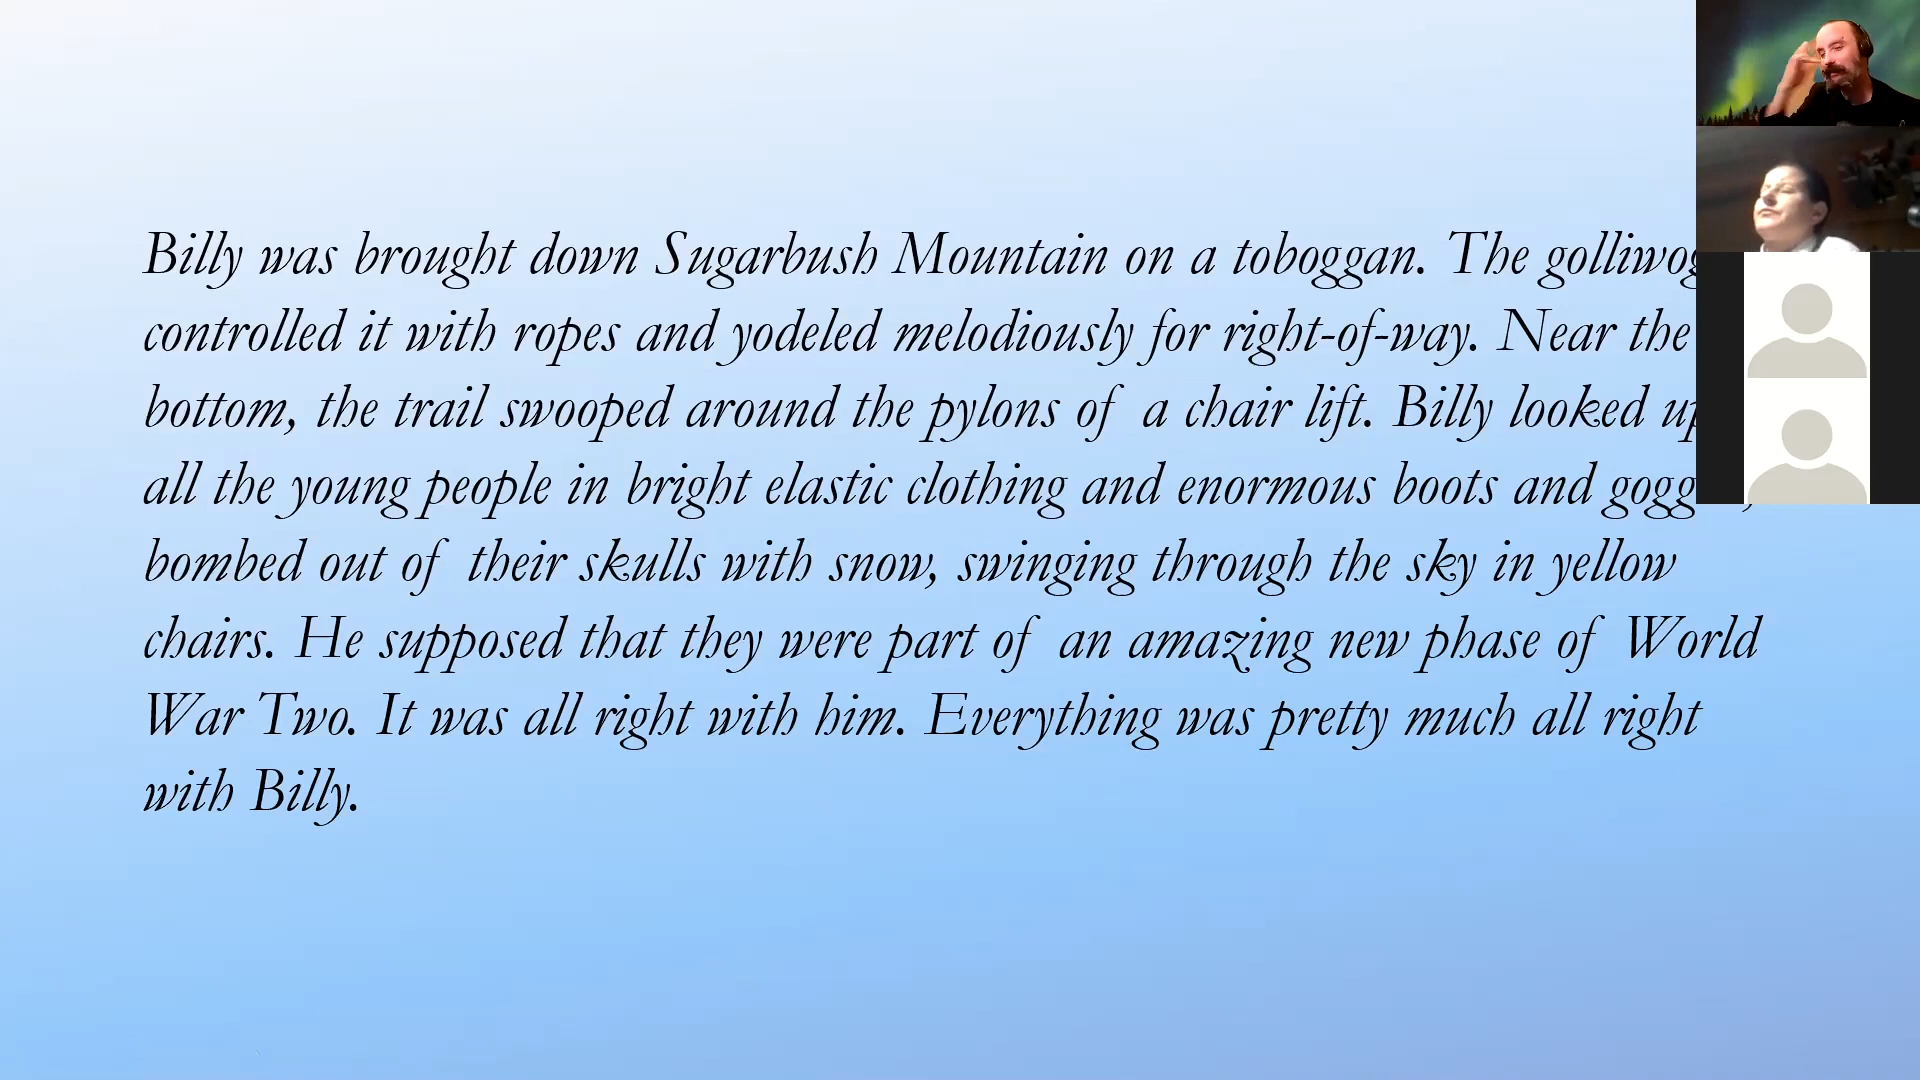 Billy was brought down Sugarbush Mountain on a toboggan. The
controlled it with ropes and yodeled melodiously for right-of-way. Near the
bottom, the trail swooped around the pylons of a chair lift. Billy looked
all the young people in bright elastic clothing and enormous boots and
bombed out of their skulls with snow, swinging through the sky in yellow
chairs. He supposed that they were part of an amazing new phase of World
War Two. It was all right with him. Everything was pretty much all right
with Billy.